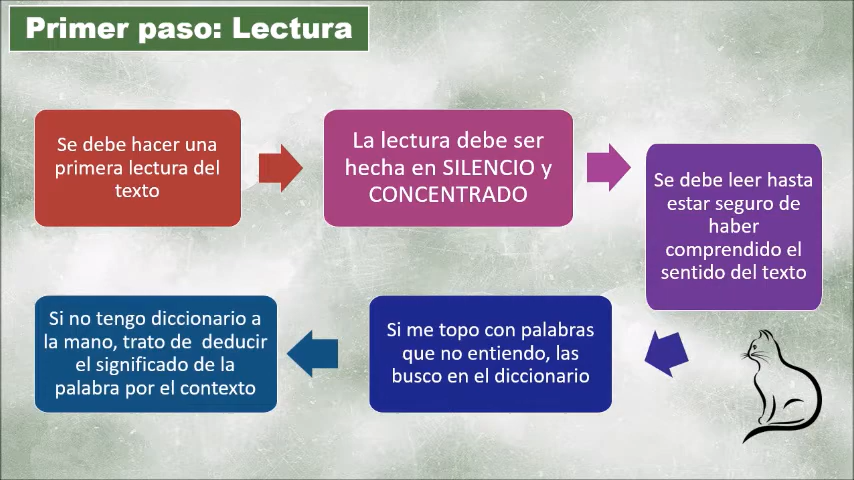 Primer paso: Lectura
Se debe hacer una
primera lectura del
texto
La lectura debe ser
hecha en SILENCIO y
CONCENTRADO
Se debe leer hasta
estar seguro de
haber
comprendido el
sentido del texto
Si me topo con palabras
que no entiendo, las
busco en el diccionario
Si no tengo diccionario a
la mano, trato de deducir
el significado de la
palabra por el contexto